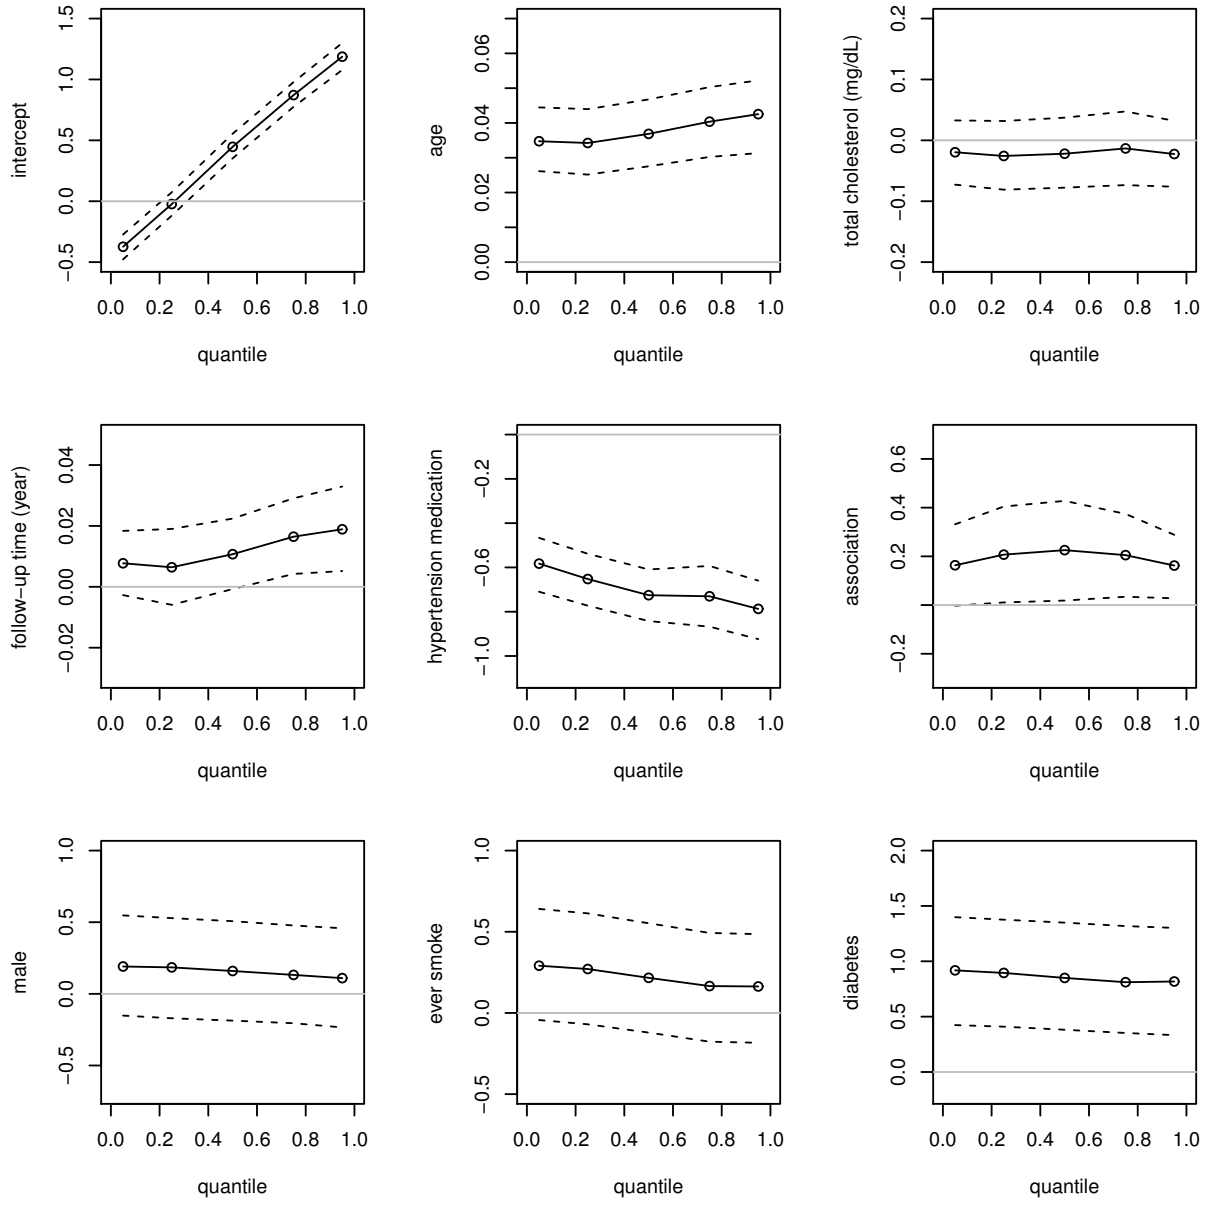 intercept
1.5
1.0
0.5
0.0
−0.5
0.0 0.2 0.4 0.6 0.8 1.0
quantile
age
0.06
0.04
0.02
0.00
0.0 0.2 0.4 0.6 0.8 1.0
quantile
total cholesterol (mg/dL)
0.2
0.1
0.0
−0.1
−0.2
0.0 0.2 0.4 0.6 0.8 1.0
quantile
follow−up time (year)
0.04
0.02
0.00
−0.02
0.0 0.2 0.4 0.6 0.8 1.0
quantile
hypertension medication
−0.2
−0.6
−1.0
0.0 0.2 0.4 0.6 0.8 1.0
quantile
association
0.6
0.4
0.2
−0.2
0.0 0.2 0.4 0.6 0.8 1.0
quantile
male
1.0
0.5
0.0
−0.5
0.0 0.2 0.4 0.6 0.8 1.0
quantile
ever smoke
1.0
0.5
0.0
−0.5
0.0 0.2 0.4 0.6 0.8 1.0
quantile
diabetes
2.0
1.5
1.0
0.5
0.0
0.0 0.2 0.4 0.6 0.8 1.0
quantile